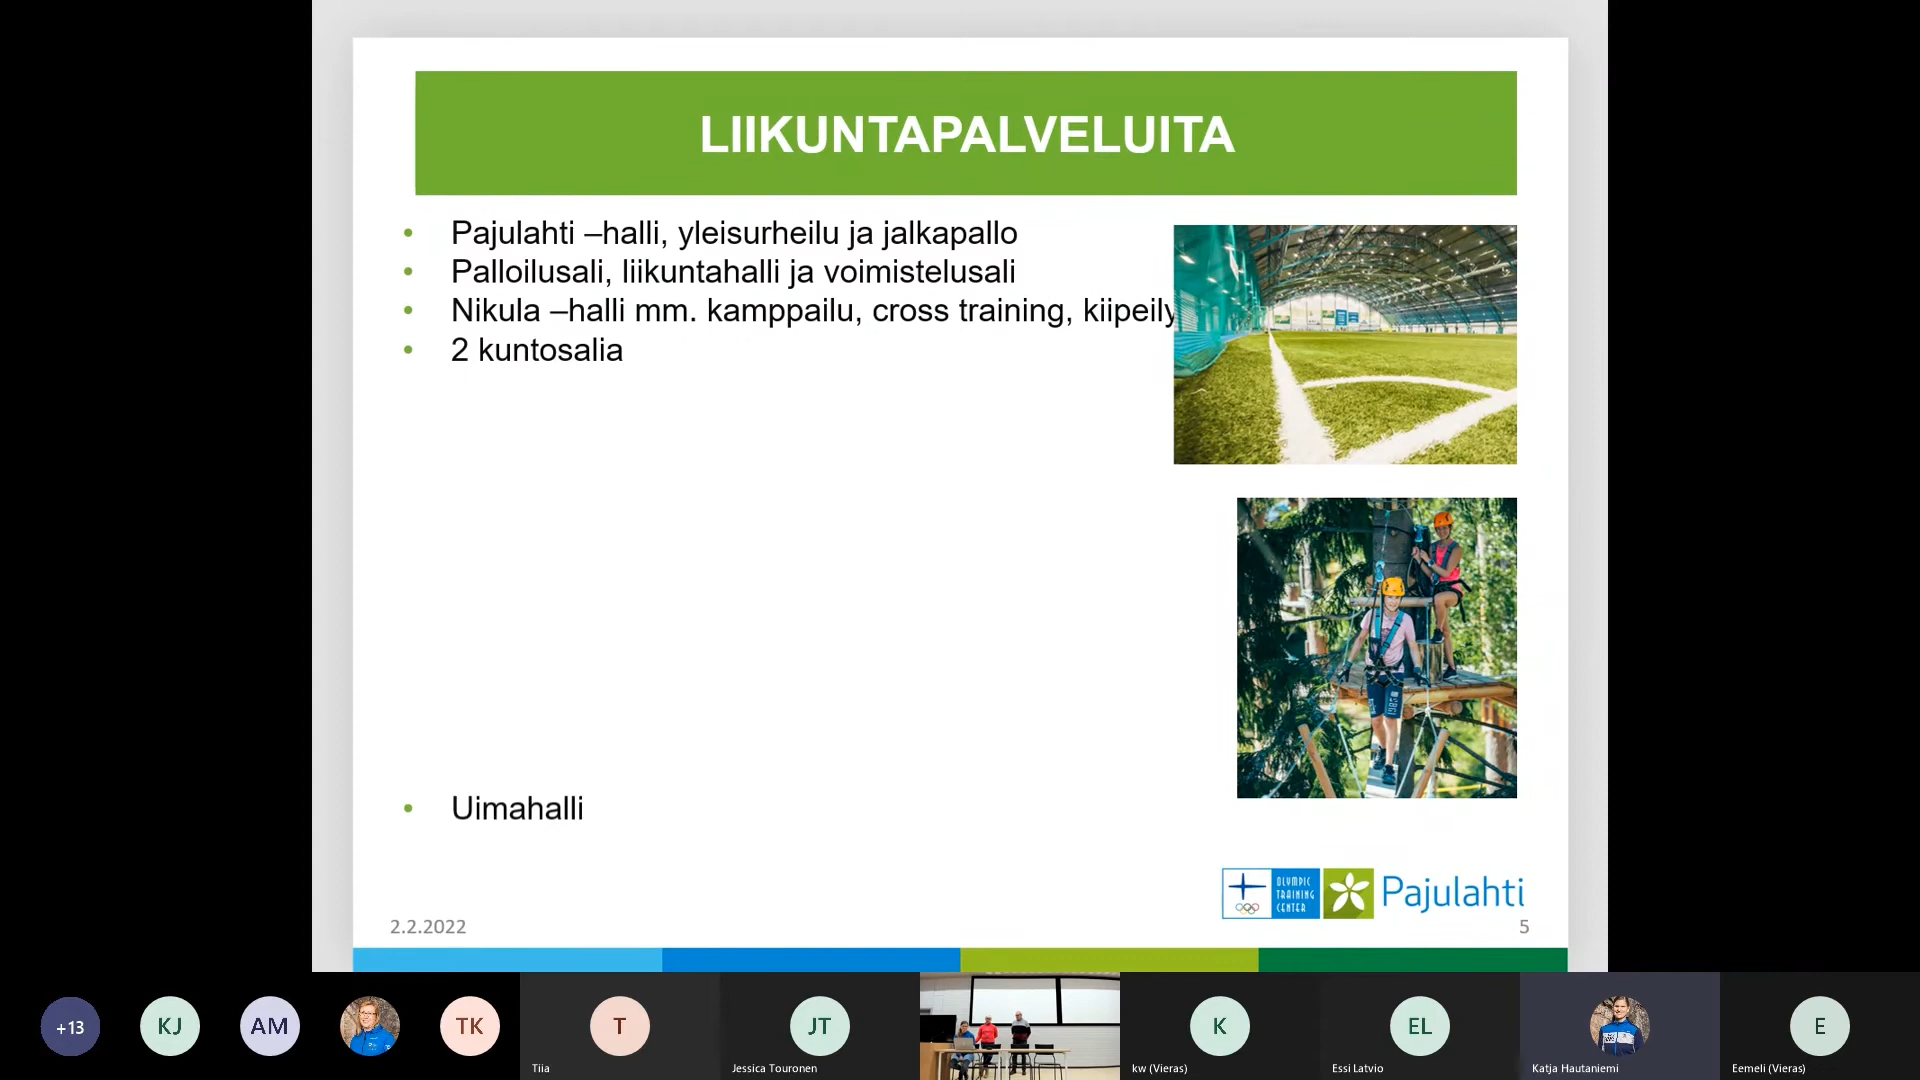 LIIKUNTAPALVELUITA
• Pajulahti –halli, yleisurheilu ja jalkapallo
• Palloilusali, liikuntahalli ja voimistelusali
• Nikula –halli mm. kamppailu, cross training, kiipeily
• 2 kuntosalia
• Uimahalli
OLYMPIC
TRAINING
CENTER
Pajulahti
2.2.2022
5
+13
KJ
AM
TK
T
JT
K
EL
E
Tiia
Jessica Touronen
kw (Vieras)
Essi Latvio
Katja Hautaniemi
Eemeli (Vieras)